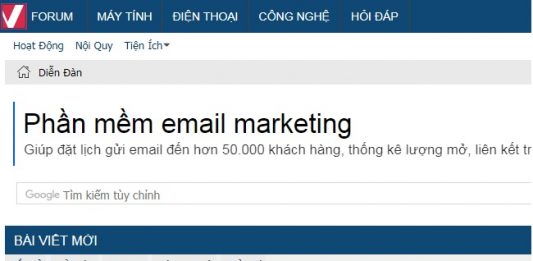 V FORUM MÁY TÍNH ĐIỆN THOẠI CÔNG NGHỆ HỎI ĐÁP
Hoạt Động Nội Quy Tiện Ích
Diễn Đàn
Phần mềm email marketing
Giúp đặt lịch gửi email đến hơn 50.000 khách hàng, thống kê lượng mở, liên kết
Google Tìm kiếm tùy chỉnh
BÀI VIẾT MỚI